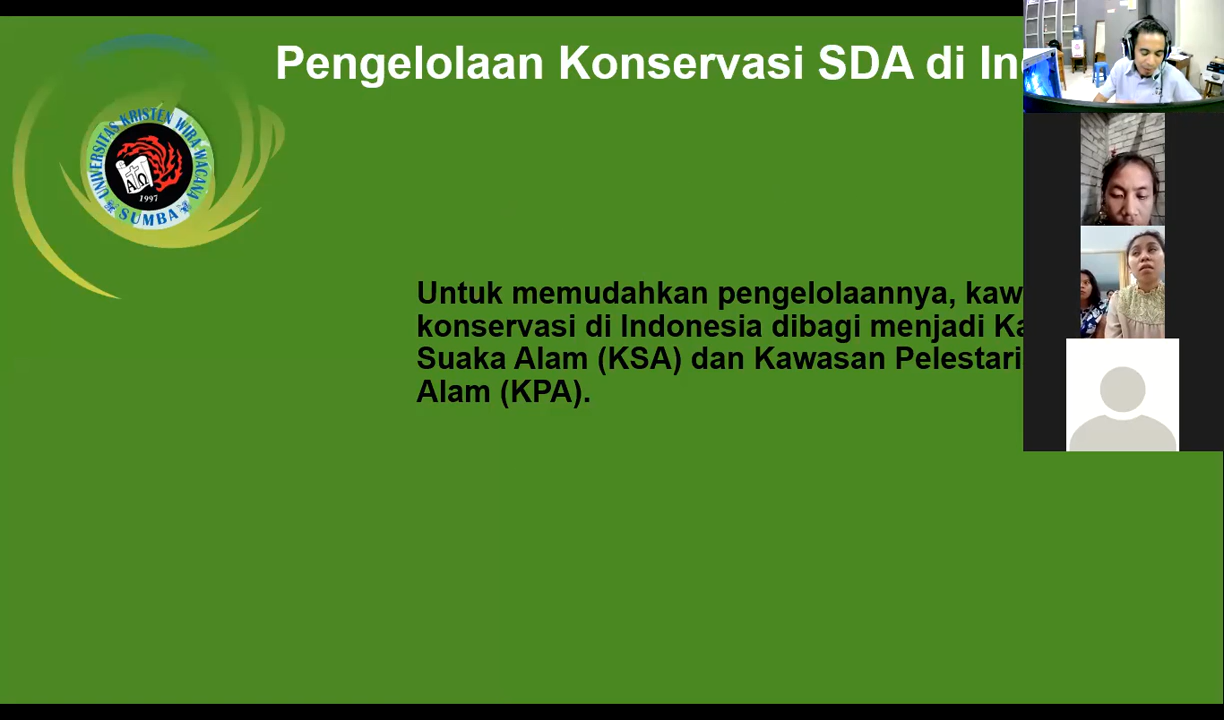 Pengelolaan Konservasi SDA di In
UNIVERSITAS KRISTEN WIRA WACANA
ΑΩ
1997
SUMBA
Untuk memudahkan pengelolaannya, kaw
konservasi di Indonesia dibagi menjadi Ka
Suaka Alam (KSA) dan Kawasan Pelestari
Alam (KPA).